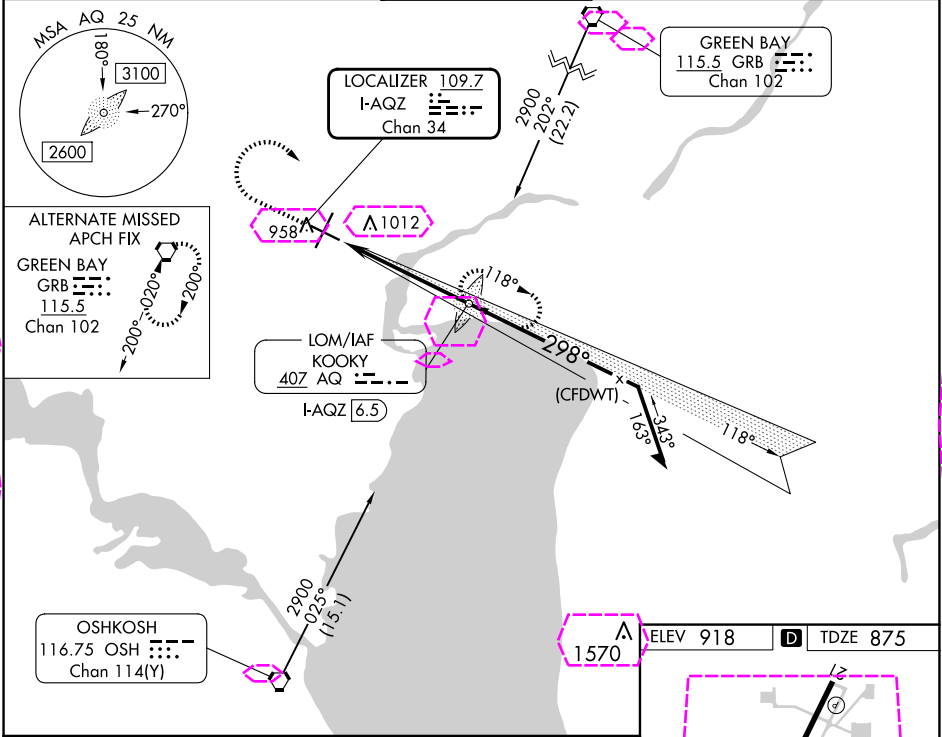 MSA AQ 25 NM
180°
3100
270°
2600
LOCALIZER 109.7
I-AQZ
Chan 34
GREEN BAY
115.5 GRB
Chan 102
2900
202°
(22.2)
958
1012
ALTERNATE MISSED
APCH FIX
GREEN BAY
GRB
115.5
Chan 102
020°
200°
200°
118°
LOM/IAF
KOOKY
407 AQ
I-AQZ 6.5
298°
(CFDWT)
x
343°
163°
118°
2900
025°
(15.1)
OSHKOSH
116.75 OSH
Chan 114(Y)
1570
ELEV 918
D
TDZE 875
21
P